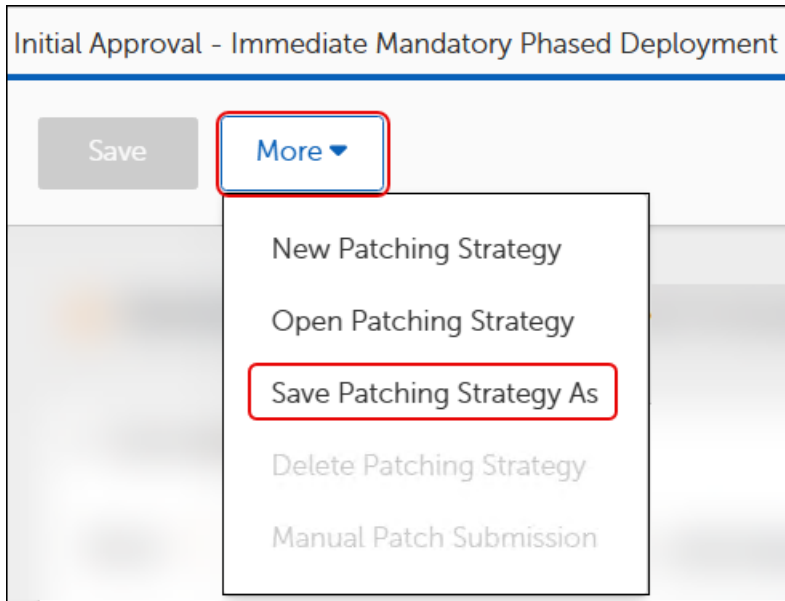 Initial Approval - Immediate Mandatory Phased Deployment
Save
More
New Patching Strategy
Open Patching Strategy
Save Patching Strategy As
Delete Patching Strategy
Manual Patch Submission